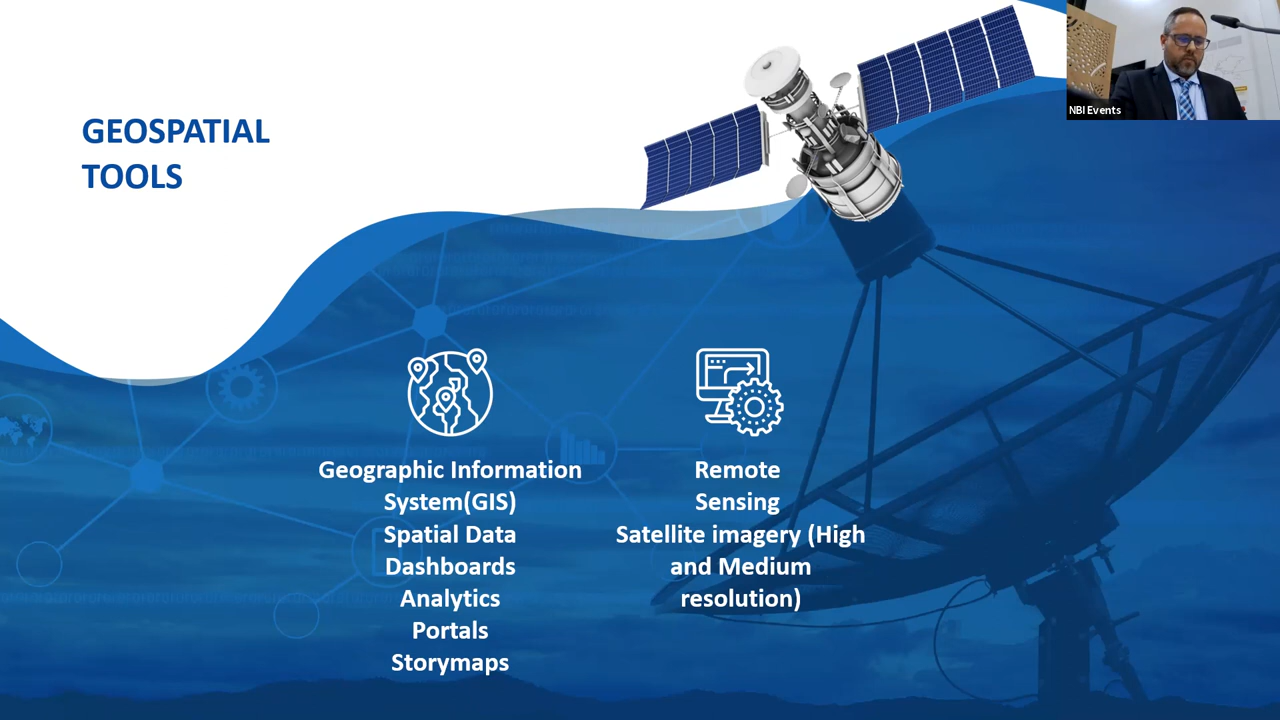 GEOSPATIAL
TOOLS
NBI Events
Geographic Information
System(GIS)
Spatial Data
Dashboards
Analytics
Portals
Storymaps
Remote
Sensing
Satellite imagery (High
and Medium
resolution)